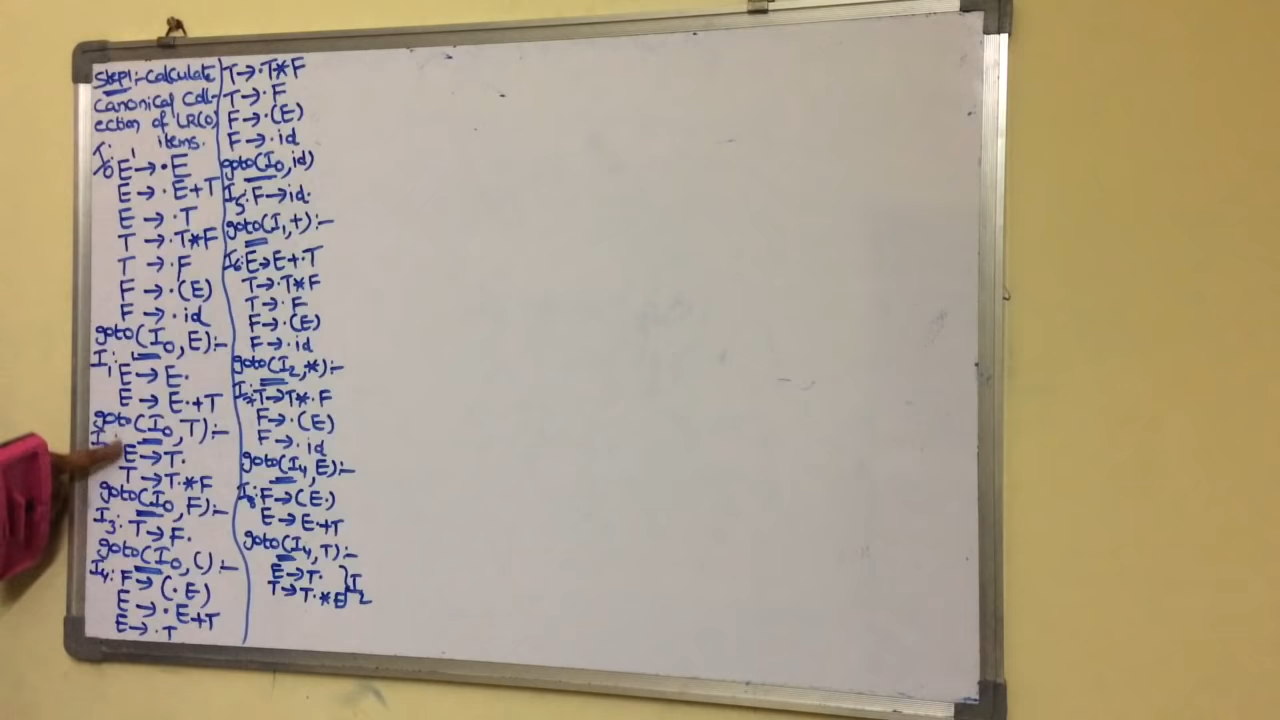 Step1:-calculate
canonical coll-
ection of LR(0)
items.
I0: E' → ·E
E → ·E+T
E → ·T
T → ·T*F
T → ·F
F → ·(E)
F → ·id
goto(I0, E):-
I1:
E → E·
E → E·+T
goto(I0, T):-
E → T·
T → T·*F
goto(I0, F):-
I3: T → F·
goto(I0, ():-
I4: F → (·E)
E → ·E+T
E → ·T
T → ·T*F
T → ·F
F → ·(E)
F → ·id
goto(I0, id)
I5: F → id·
goto(I1, +):-
I6: E → E+·T
T → ·T*F
T → ·F
F → ·(E)
F → ·id
goto(I2, *):-
I7: T → T*·F
F → ·(E)
F → ·id
goto(I4, E):-
I8: F → (E·)
E → E·+T
goto(I4, T):-
E → T· } I2
T → T·*F